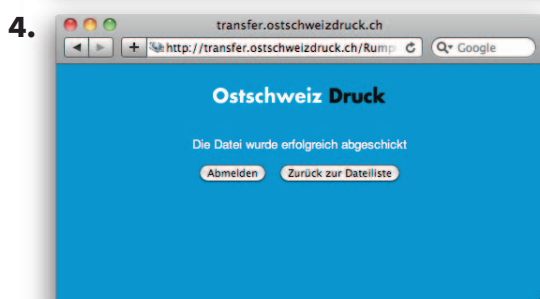 4.
transfer.ostschweizdruck.ch
http://transfer.ostschweizdruck.ch/Rump
Google
Ostschweiz Druck
Die Datei wurde erfolgreich abgeschickt
Abmelden Zurück zur Dateiliste